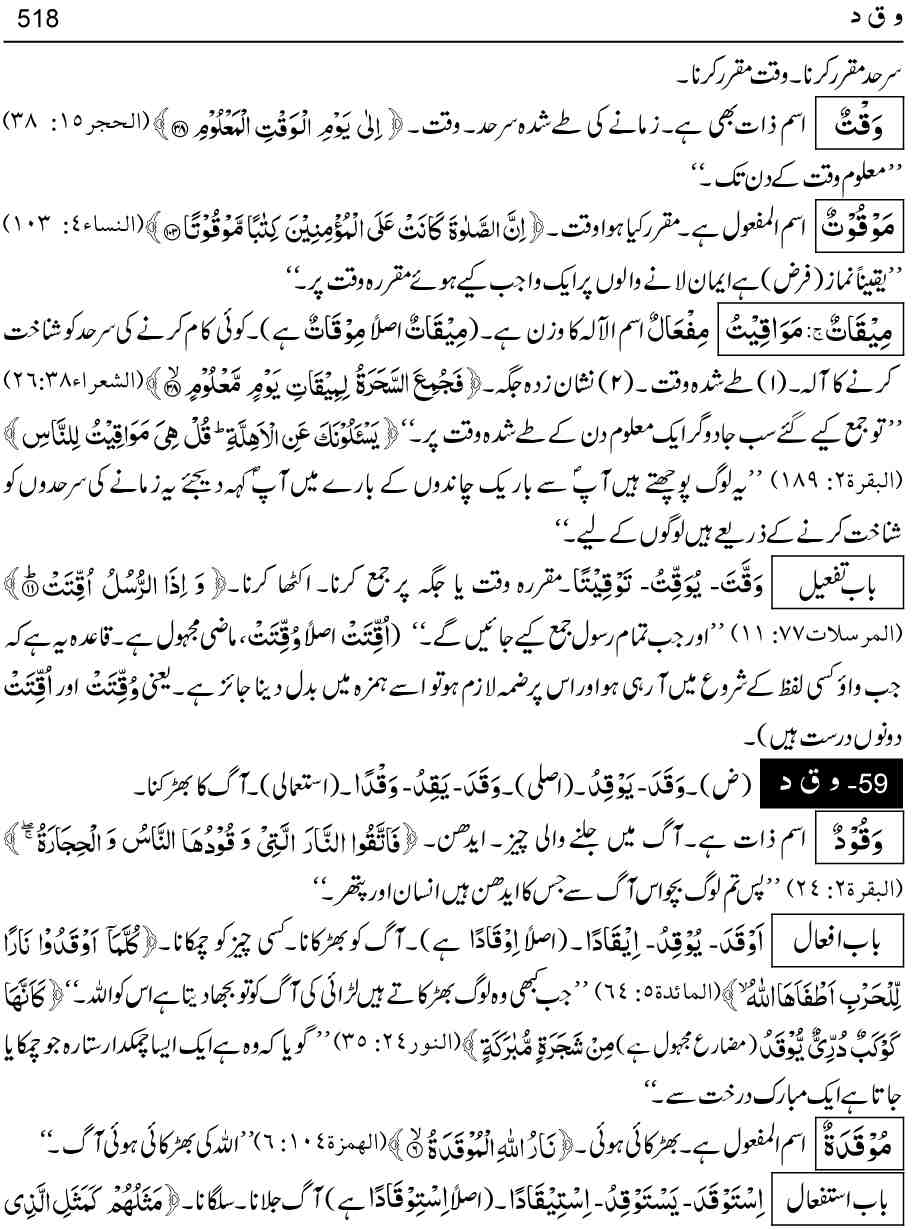 و ق د 518
سرحد مقرر کرنا۔ وقت مقرر کرنا۔
وَقْتٌ اسم ذات بھی ہے۔ زمانے کی طے شدہ سرحد۔ وقت۔ ﴿ اِلٰی یَوْمِ الْوَقْتِ الْمَعْلُوْمِ ۝۳۸ ﴾ (الحجر ۱۵: ۳۸)
’’معلوم وقت کے دن تک۔‘‘
مَوْقُوْتٌ اسم المفعول ہے۔ مقرر کیا ہوا وقت۔ ﴿ اِنَّ الصَّلٰوةَ کَانَتْ عَلَی الْمُؤْمِنِیْنَ کِتٰبًا مَّوْقُوْتًا ۝۱۰۳ ﴾ (النساء ٤: ۱۰۳)
’’یقیناً نماز (فرض) ہے ایمان لانے والوں پر ایک واجب کیے ہوئے مقررہ وقت پر۔‘‘
مِیْقَاتٌ ج: مَوَاقِیْتُ مِفْعَالٌ اسم الآلہ کا وزن ہے۔ (مِیْقَاتٌ اصلاً مِوْقَاتٌ ہے)۔ کوئی کام کرنے کی سرحد کو شناخت
کرنے کا آلہ۔ (۱) طے شدہ وقت۔ (۲) نشان زدہ جگہ۔ ﴿ فَجُمِعَ السَّحَرَةُ لِمِیْقَاتِ یَوْمٍ مَّعْلُوْمٍ ۙ۝۳۸ ﴾ (الشعراء ۲۶:۳۸)
’’تو جمع کیے گئے سب جادوگر ایک معلوم دن کے طے شدہ وقت پر۔‘‘ ﴿ یَسْئَلُوْنَکَ عَنِ الْاَهِلَّةِ ؕ قُلْ هِیَ مَوَاقِیْتُ لِلنَّاسِ ﴾
(البقرة ۲: ۱۸۹) ’’یہ لوگ پوچھتے ہیں آپؐ سے باریک چاندوں کے بارے میں آپؐ کہہ دیجئے یہ زمانے کی سرحدوں کو
شناخت کرنے کے ذریعے ہیں لوگوں کے لیے۔‘‘
باب تفعیل وَقَّتَ- یُوَقِّتُ- تَوْقِیْتًا۔ مقررہ وقت یا جگہ پر جمع کرنا۔ اکٹھا کرنا۔ ﴿ وَ اِذَا الرُّسُلُ اُقِّتَتْ ؕ۝۱۱ ﴾
(المرسلات ۷۷: ۱۱) ’’اور جب تمام رسول جمع کیے جائیں گے۔‘‘ (اُقِّتَتْ اصلاً وُقِّتَتْ، ماضی مجہول ہے۔ قاعدہ یہ ہے کہ
جب واؤ کسی لفظ کے شروع میں آ رہی ہو اور اس پر ضمہ لازم ہو تو اسے ہمزہ میں بدل دینا جائز ہے۔ یعنی وُقِّتَتْ اور اُقِّتَتْ
دونوں درست ہیں)۔
59- و ق د (ض)۔ وَقَدَ- یَوْقِدُ۔ (اصلی)۔ وَقَدَ- یَقِدُ- وَقْدًا۔ (استعمالی)۔ آگ کا بھڑکنا۔
وَقُوْدٌ اسم ذات ہے۔ آگ میں جلنے والی چیز۔ ایدھن۔ ﴿ فَاتَّقُوا النَّارَ الَّتِیْ وَ قُوْدُهَا النَّاسُ وَ الْحِجَارَةُ ۖۚ ﴾
(البقرة ۲: ۲٤) ’’پس تم لوگ بچو اس آگ سے جس کا ایدھن ہیں انسان اور پتھر۔‘‘
باب افعال اَوْقَدَ- یُوْقِدُ- اِیْقَادًا۔ (اصلاً اِوْقَادًا ہے)۔ آگ کو بھڑکانا۔ کسی چیز کو چمکانا۔ ﴿ کُلَّمَاۤ اَوْقَدُوْا نَارًا
لِّلْحَرْبِ اَطْفَاَهَا اللّٰهُ ۙ ﴾ (المائدة ۵: ٦٤) ’’جب کبھی وہ لوگ بھڑکاتے ہیں لڑائی کی آگ کو تو بجھا دیتا ہے اس کو اللہ۔‘‘ ﴿ کَاَنَّهَا
کَوْکَبٌ دُرِّیٌّ یُّوْقَدُ (مضارع مجہول ہے) مِنْ شَجَرَةٍ مُّبٰرَکَةٍ ﴾ (النور ۲٤: ۳۵) ’’گویا کہ وہ ہے ایک ایسا چمکدار ستارہ جو چمکایا
جاتا ہے ایک مبارک درخت سے۔‘‘
مُوْقَدَةٌ اسم المفعول ہے۔ بھڑکائی ہوئی۔ ﴿ نَارُ اللّٰهِ الْمُوْقَدَةُ ۙ۝۶ ﴾ (الهمزة ۱۰٤: ٦) ’’اللہ کی بھڑکائی ہوئی آگ۔‘‘
باب استفعال اِسْتَوْقَدَ- یَسْتَوْقِدُ- اِسْتِیْقَادًا۔ (اصلاً اِسْتِوْقَادًا ہے) آگ جلانا۔ سلگانا۔ ﴿ مَثَلُهُمْ کَمَثَلِ الَّذِی